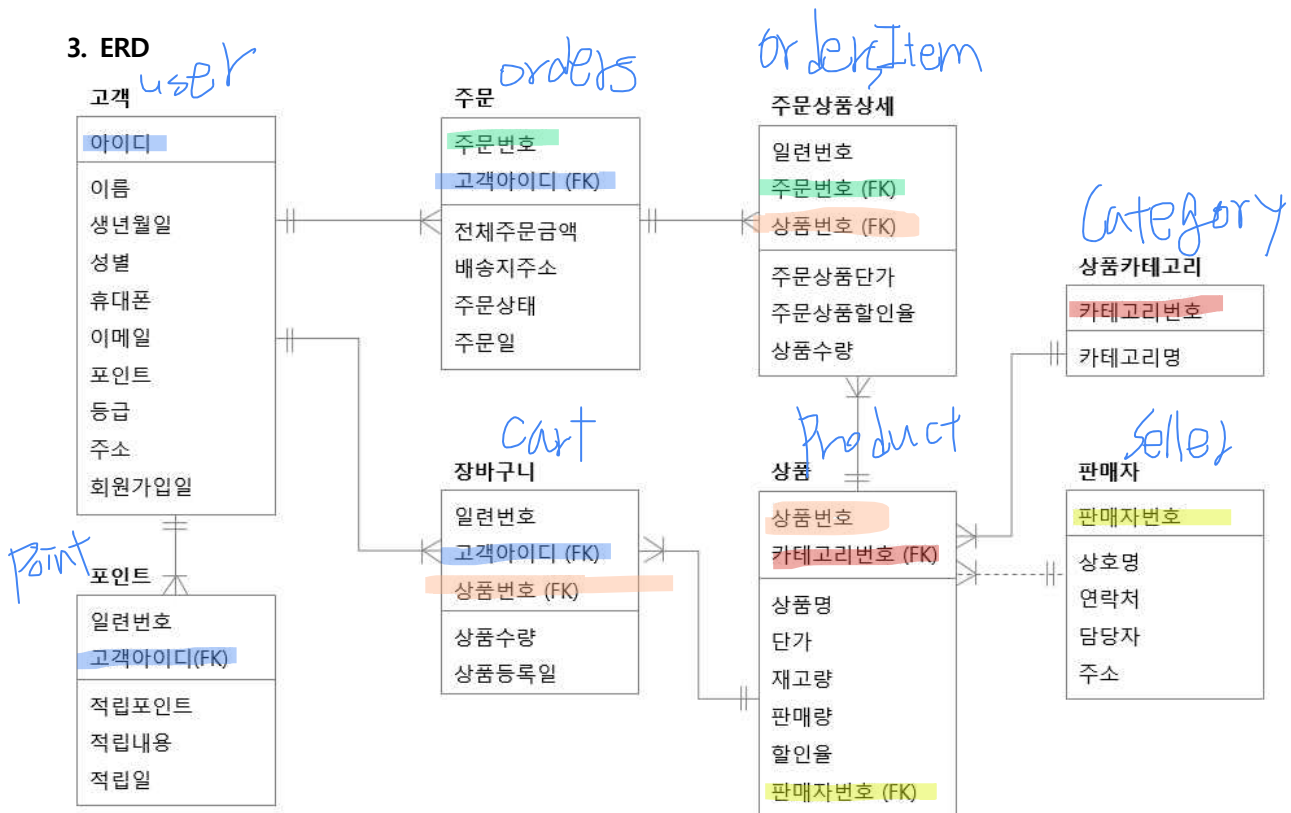 3. ERD
user
고객
아이디
이름
생년월일
성별
휴대폰
이메일
포인트
등급
주소
회원가입일
orders
주문
주문번호
고객아이디 (FK)
전체주문금액
배송지주소
주문상태
주문일
ordersItem
주문상품상세
일련번호
주문번호 (FK)
상품번호 (FK)
주문상품단가
주문상품할인율
상품수량
Category
상품카테고리
카테고리번호
카테고리명
Point
포인트
일련번호
고객아이디(FK)
적립포인트
적립내용
적립일
Cart
장바구니
일련번호
고객아이디 (FK)
상품번호 (FK)
상품수량
상품등록일
Product
상품
상품번호
카테고리번호 (FK)
상품명
단가
재고량
판매량
할인율
판매자번호 (FK)
Seller
판매자
판매자번호
상호명
연락처
담당자
주소